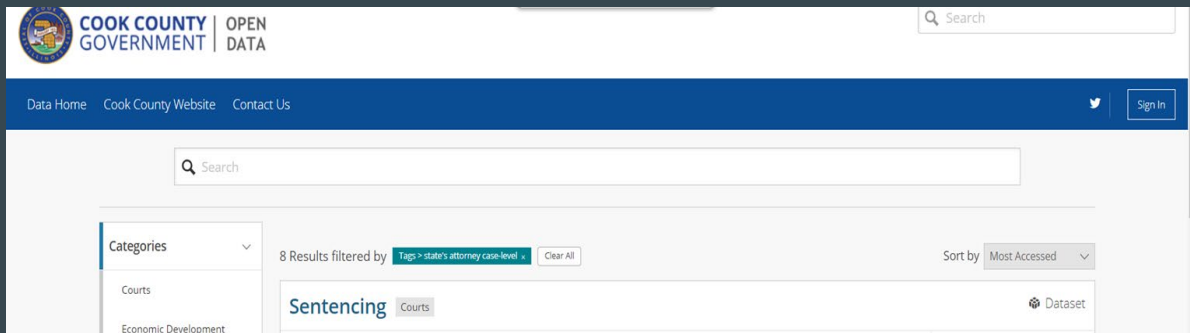 COOK COUNTY
GOVERNMENT
OPEN
DATA
Search
Data Home Cook County Website Contact Us
Sign In
Search
Categories
Courts
Economic Development
8 Results filtered by Tags > state's attorney case-level x Clear All
Sort by Most Accessed
Sentencing Courts
Dataset